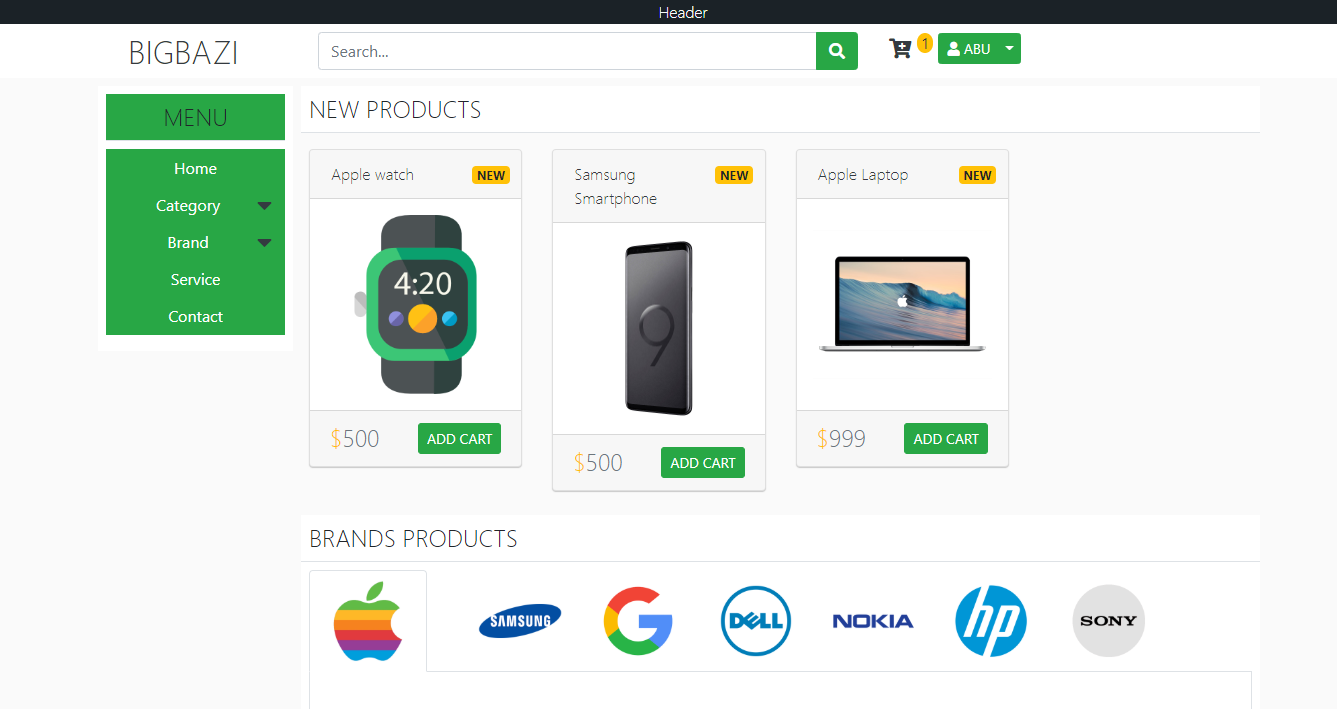 Header
BIGBAZI
Search...
1
ABU
MENU
Home
Category
Brand
Service
Contact
NEW PRODUCTS
Apple watch
NEW
4:20
$500
ADD CART
Samsung
Smartphone
NEW
9
$500
ADD CART
Apple Laptop
NEW
$999
ADD CART
BRANDS PRODUCTS
SAMSUNG
G
DELL
NOKIA
hp
SONY